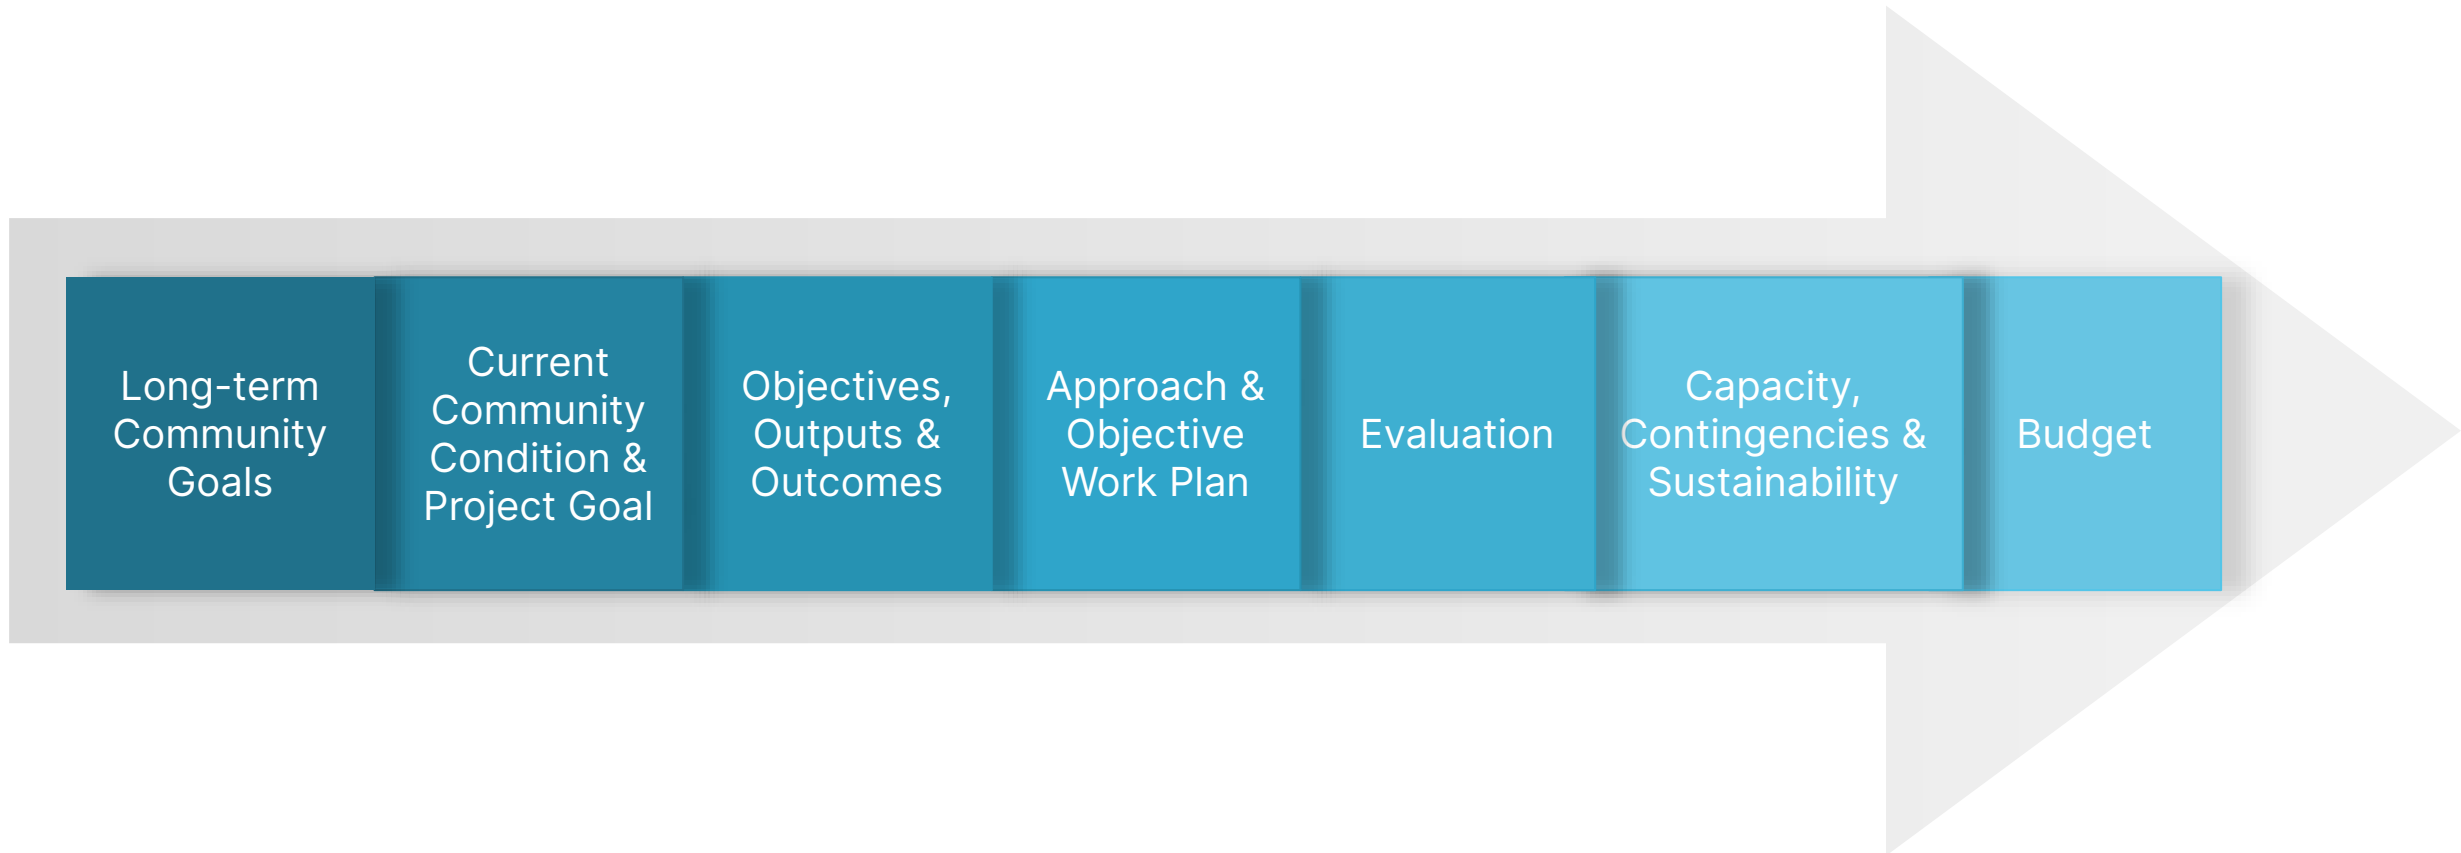 Long-term
Community
Goals
Current
Community
Condition &
Project Goal
Objectives,
Outputs &
Outcomes
Approach &
Objective
Work Plan
Evaluation
Capacity,
Contingencies &
Sustainability
Budget